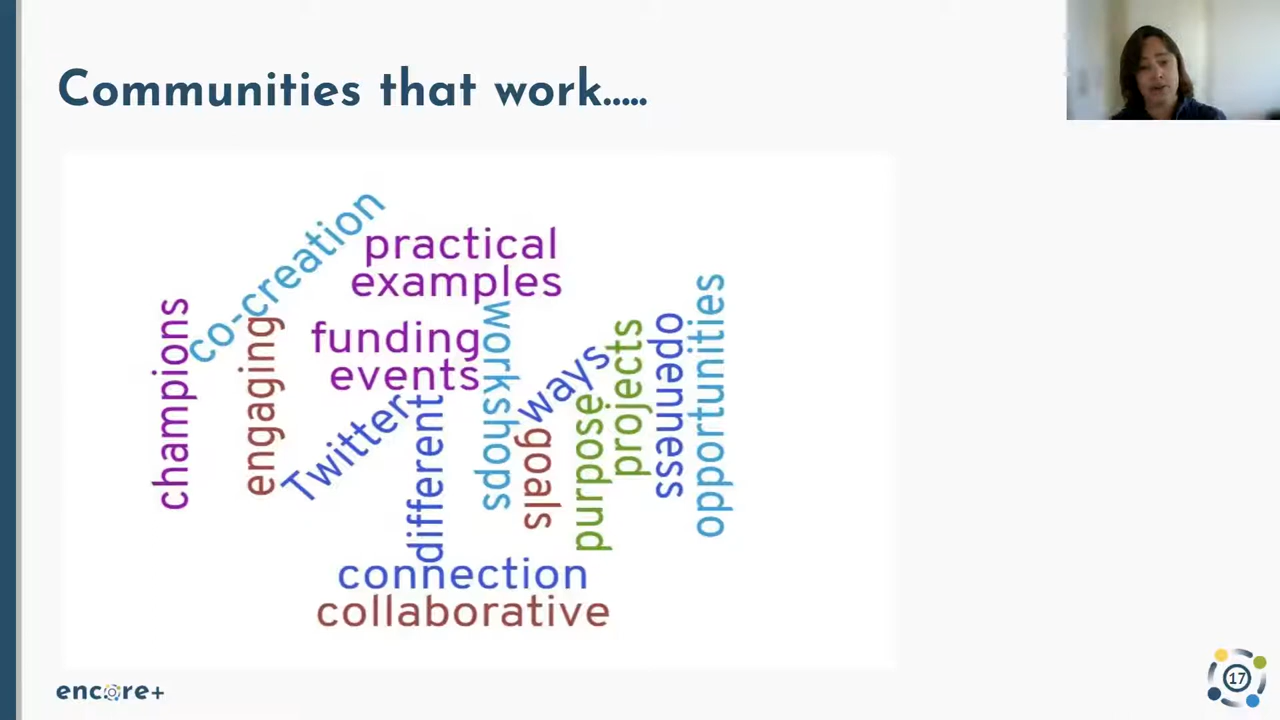 Communities that work.....
co-creation
practical
examples
champions
engaging
funding
events
workshops
ways
projects
openness
opportunities
Twitter
different
goals
purpose
connection
collaborative
encore+
17